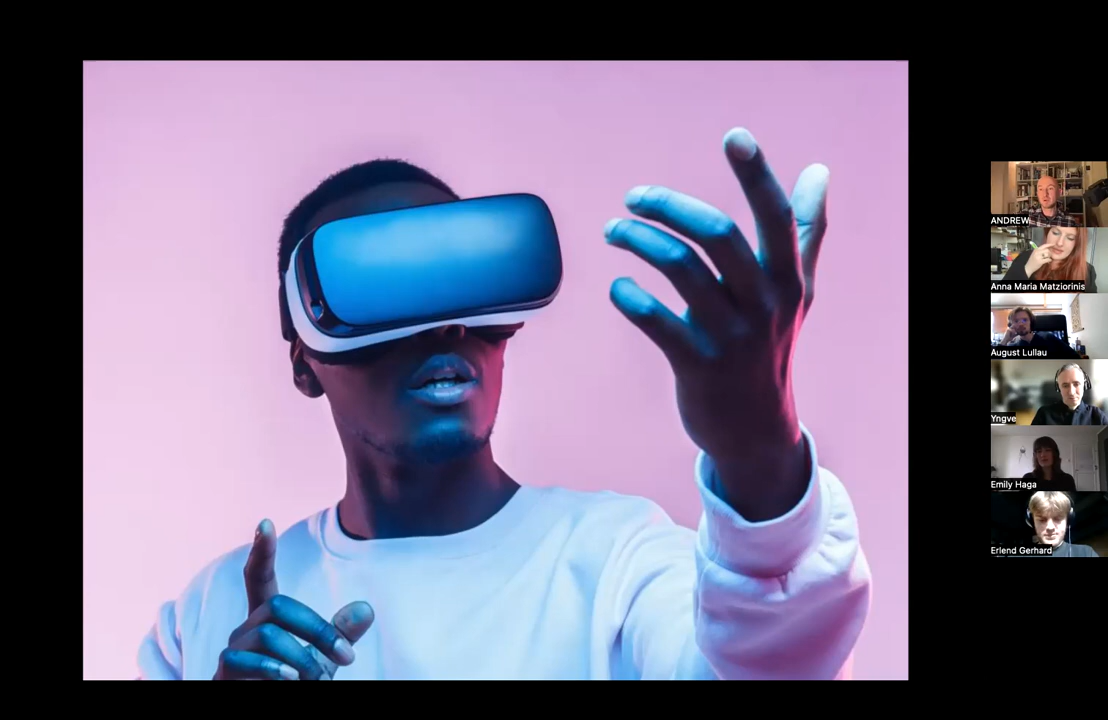 ANDREW
Anna Maria Matziorinis
August Lullau
Yngve
Emily Haga
Erlend Gerhard